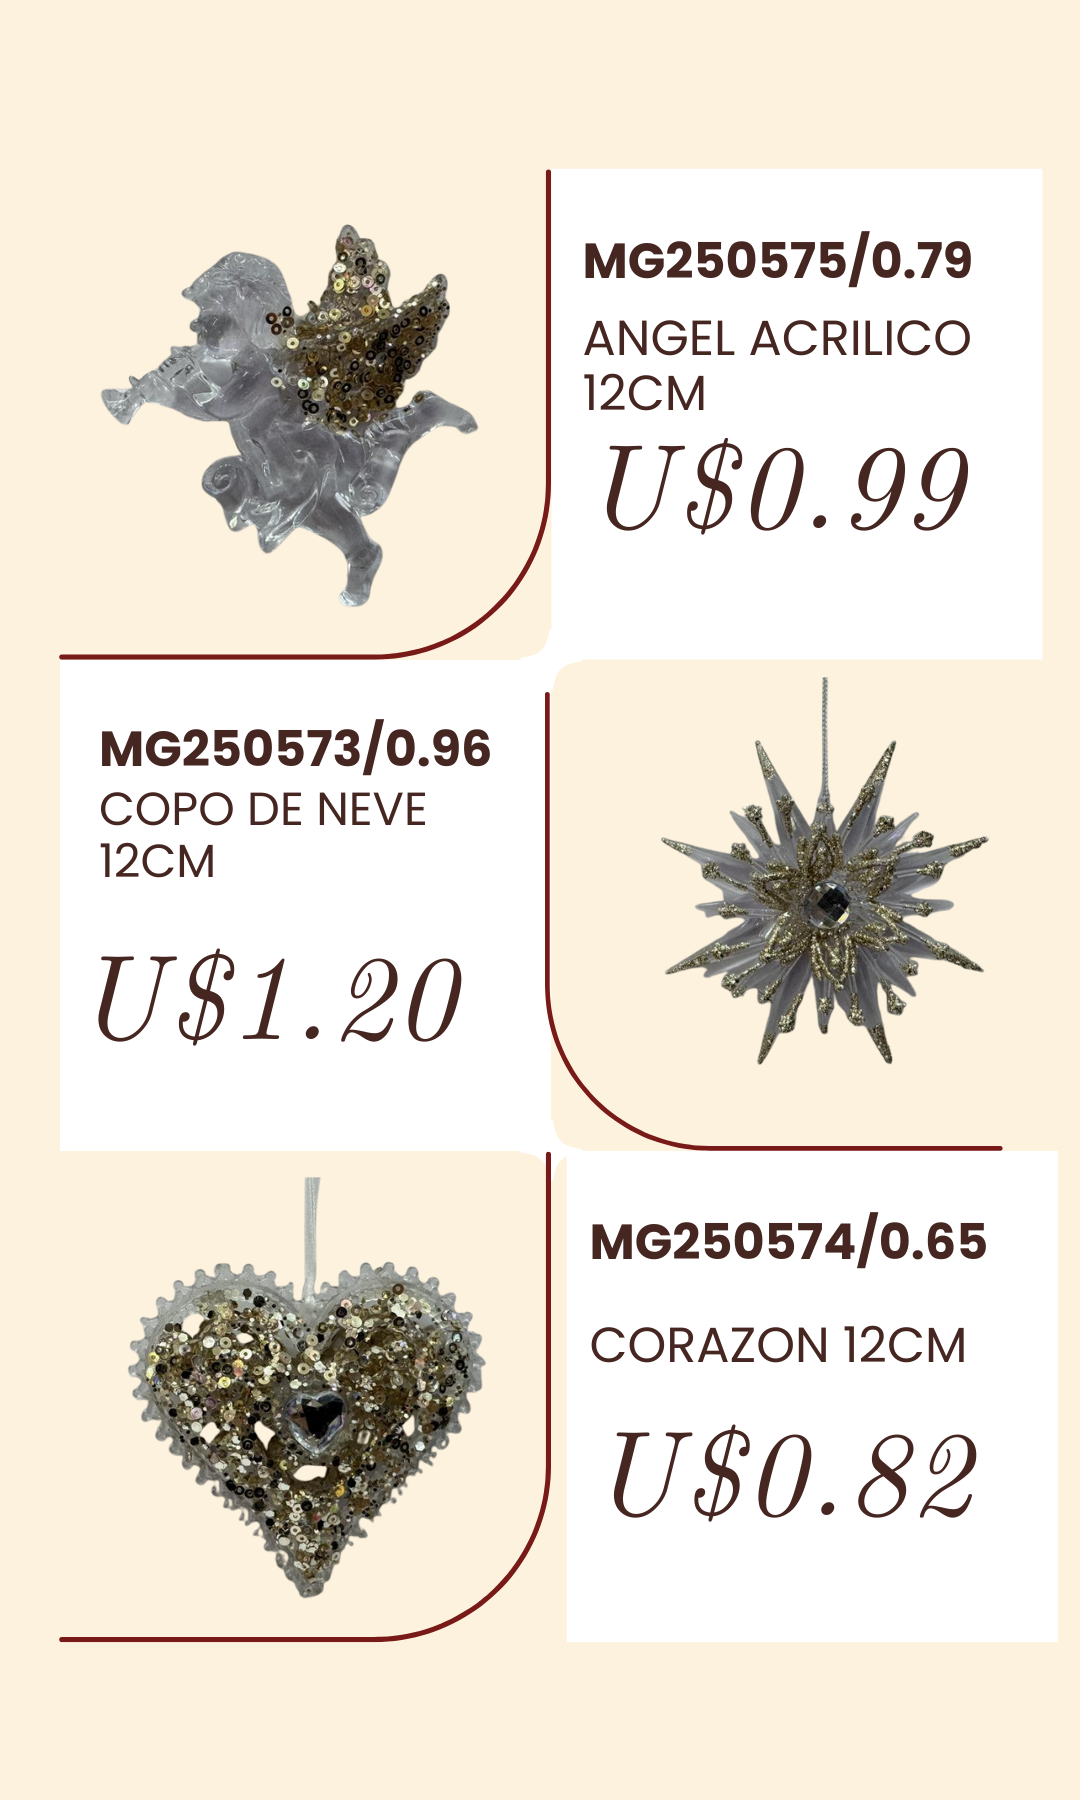 MG250575/0.79
ANGEL ACRILICO
12CM
U$0.99
MG250573/0.96
COPO DE NEVE
12CM
U$1.20
MG250574/0.65
CORAZON 12CM
U$0.82